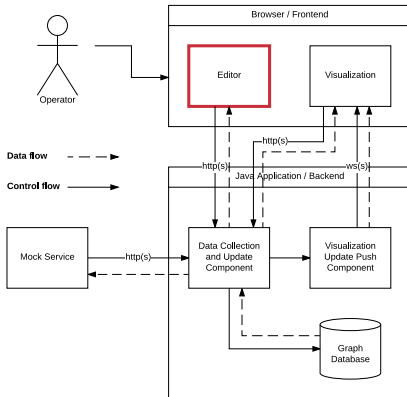 Browser / Frontend
Editor
Visualization
Operator
http(s)
Data flow
http(s)
ws(s)
Java Application / Backend
Control flow
Mock Service
http(s)
Data Collection
and Update
Component
Visualization
Update Push
Component
Graph
Database